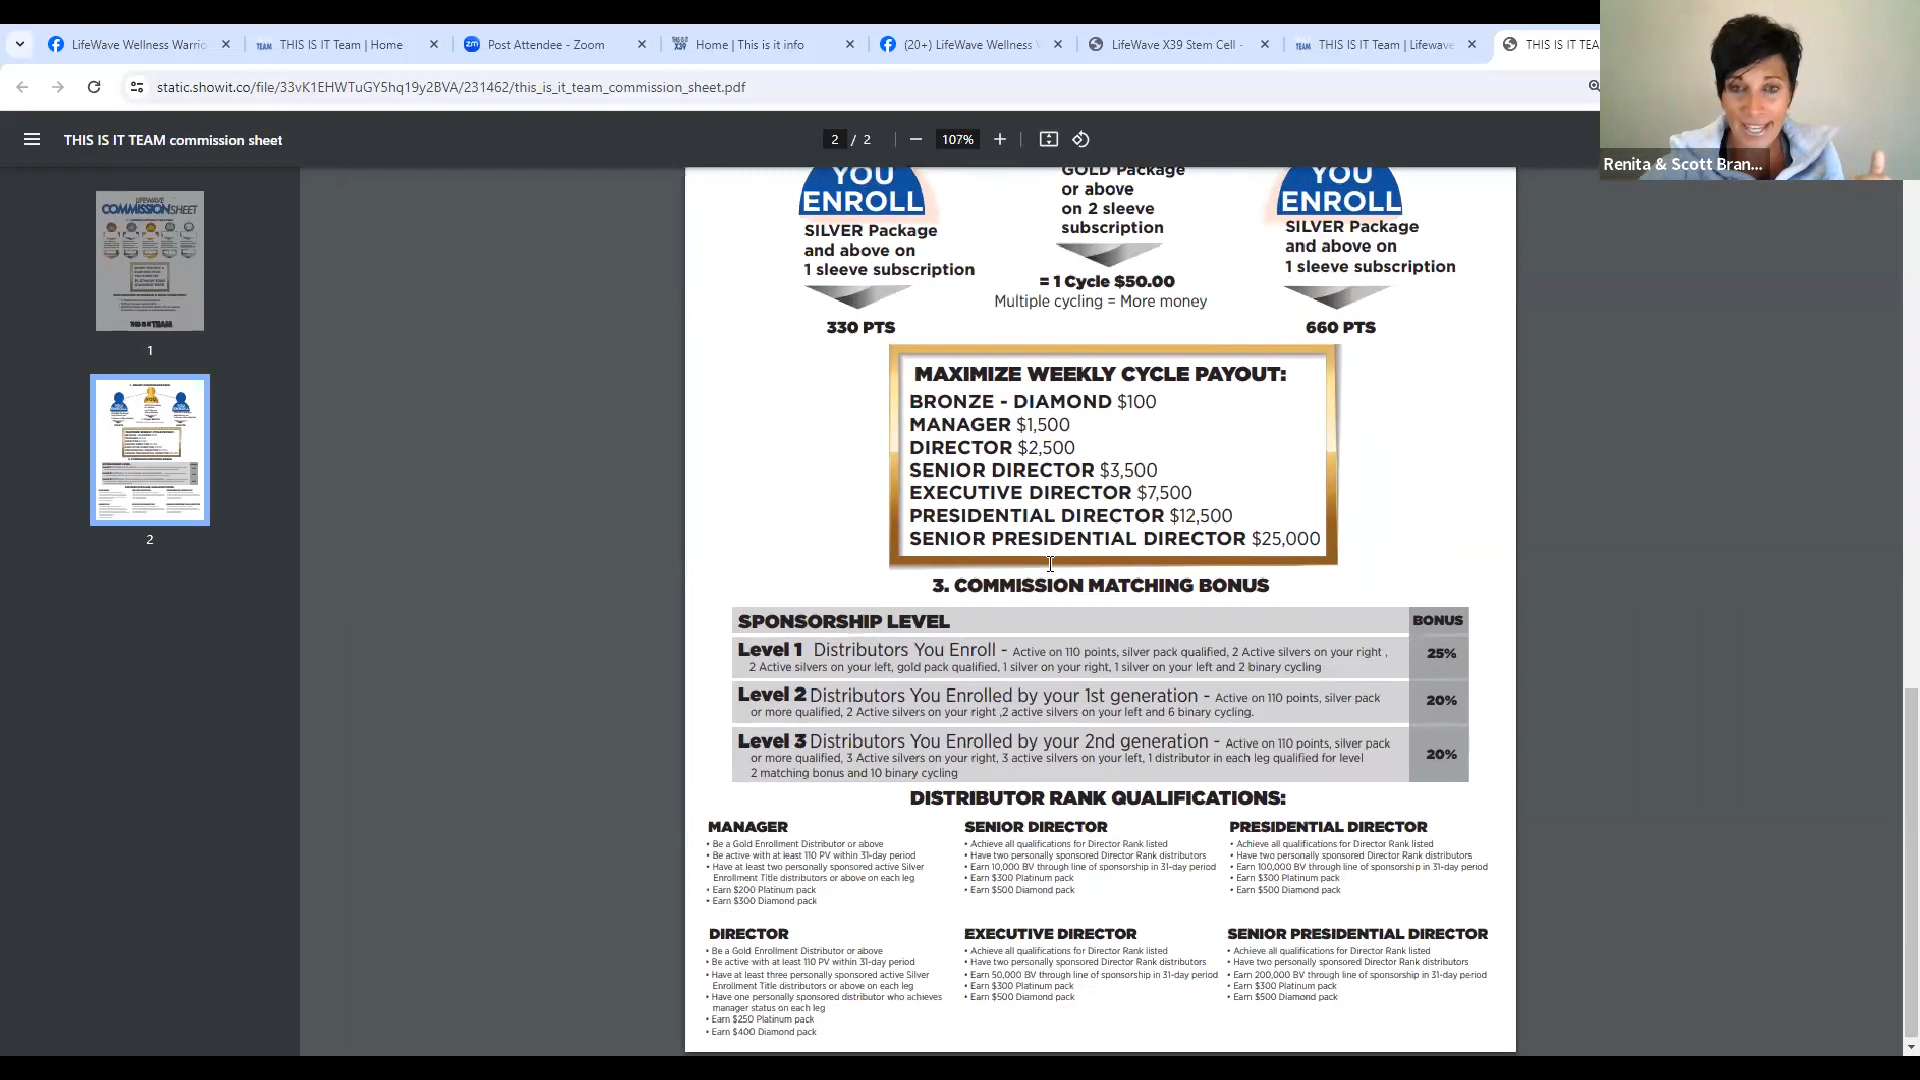 LifeWave Wellness Warrio
THIS IS IT Team | Home
Post Attendee - Zoom
Home | This is it info
(20+) LifeWave Wellness
LifeWave X39 Stem Cell -
THIS IS IT Team | Lifewave
THIS IS IT TEA
static.showit.co/file/33vK1EHWTuGY5hq19y2BVA/231462/this_is_it_team_commission_sheet.pdf
Renita & Scott Bran...
THIS IS IT TEAM commission sheet
2 / 2
107%
LIFEWAVE
COMMISSIONSHEET
THIS IS IT TEAM
1
2
YOU
ENROLL
SILVER Package
and above on
1 sleeve subscription
330 PTS
GOLD Package
or above
on 2 sleeve
subscription
= 1 Cycle $50.00
Multiple cycling = More money
YOU
ENROLL
SILVER Package
and above on
1 sleeve subscription
660 PTS
MAXIMIZE WEEKLY CYCLE PAYOUT:
BRONZE - DIAMOND $100
MANAGER $1,500
DIRECTOR $2,500
SENIOR DIRECTOR $3,500
EXECUTIVE DIRECTOR $7,500
PRESIDENTIAL DIRECTOR $12,500
SENIOR PRESIDENTIAL DIRECTOR $25,000
3. COMMISSION MATCHING BONUS
SPONSORSHIP LEVEL BONUS
Level 1 Distributors You Enroll - Active on 110 points, silver pack qualified, 2 Active silvers on your right ,
2 Active silvers on your left, gold pack qualified, 1 silver on your right, 1 silver on your left and 2 binary cycling
25%
Level 2 Distributors You Enrolled by your 1st generation - Active on 110 points, silver pack
or more qualified, 2 Active silvers on your right ,2 active silvers on your left and 6 binary cycling.
20%
Level 3 Distributors You Enrolled by your 2nd generation - Active on 110 points, silver pack
or more qualified, 3 Active silvers on your right, 3 active silvers on your left, 1 distributor in each leg qualified for level
2 matching bonus and 10 binary cycling
20%
DISTRIBUTOR RANK QUALIFICATIONS:
MANAGER
• Be a Gold Enrollment Distributor or above
• Be active with at least 110 PV within 31-day period
• Have at least two personally sponsored active Silver
Enrollment Title distributors or above on each leg
• Earn $200 Platinum pack
• Earn $300 Diamond pack
SENIOR DIRECTOR
• Achieve all qualifications for Director Rank listed
• Have two personally sponsored Director Rank distributors
• Earn 10,000 BV through line of sponsorship in 31-day period
• Earn $300 Platinum pack
• Earn $500 Diamond pack
PRESIDENTIAL DIRECTOR
• Achieve all qualifications for Director Rank listed
• Have two personally sponsored Director Rank distributors
• Earn 100,000 BV through line of sponsorship in 31-day period
• Earn $300 Platinum pack
• Earn $500 Diamond pack
DIRECTOR
• Be a Gold Enrollment Distributor or above
• Be active with at least 110 PV within 31-day period
• Have at least three personally sponsored active Silver
Enrollment Title distributors or above on each leg
• Have one personally sponsored distributor who achieves
manager status on each leg
• Earn $250 Platinum pack
• Earn $400 Diamond pack
EXECUTIVE DIRECTOR
• Achieve all qualifications for Director Rank listed
• Have two personally sponsored Director Rank distributors
• Earn 50,000 BV through line of sponsorship in 31-day period
• Earn $300 Platinum pack
• Earn $500 Diamond pack
SENIOR PRESIDENTIAL DIRECTOR
• Achieve all qualifications for Director Rank listed
• Have two personally sponsored Director Rank distributors
• Earn 200,000 BV through line of sponsorship in 31-day period
• Earn $300 Platinum pack
• Earn $500 Diamond pack